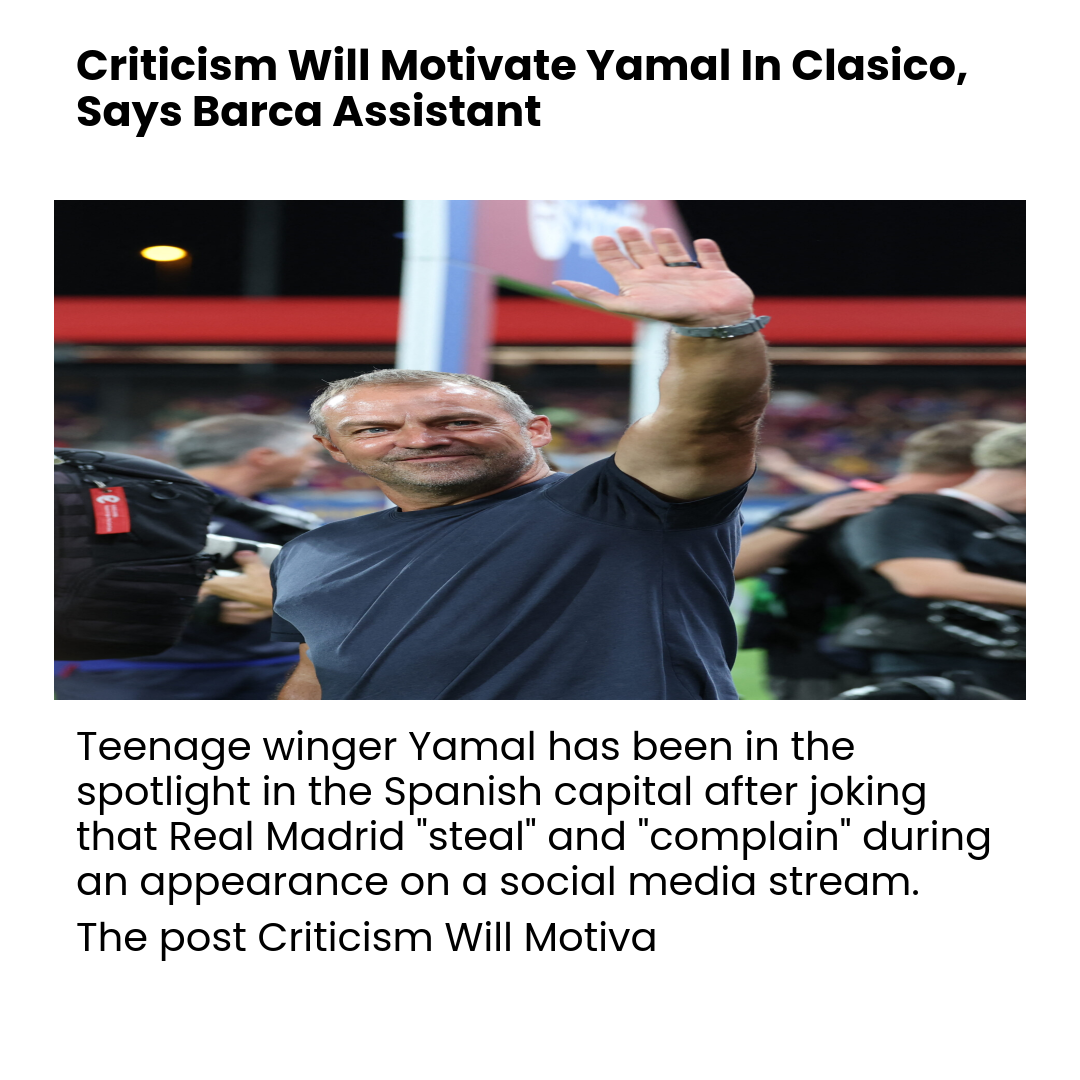 Criticism Will Motivate Yamal In Clasico,
Says Barca Assistant
Teenage winger Yamal has been in the
spotlight in the Spanish capital after joking
that Real Madrid "steal" and "complain" during
an appearance on a social media stream.
The post Criticism Will Motiva